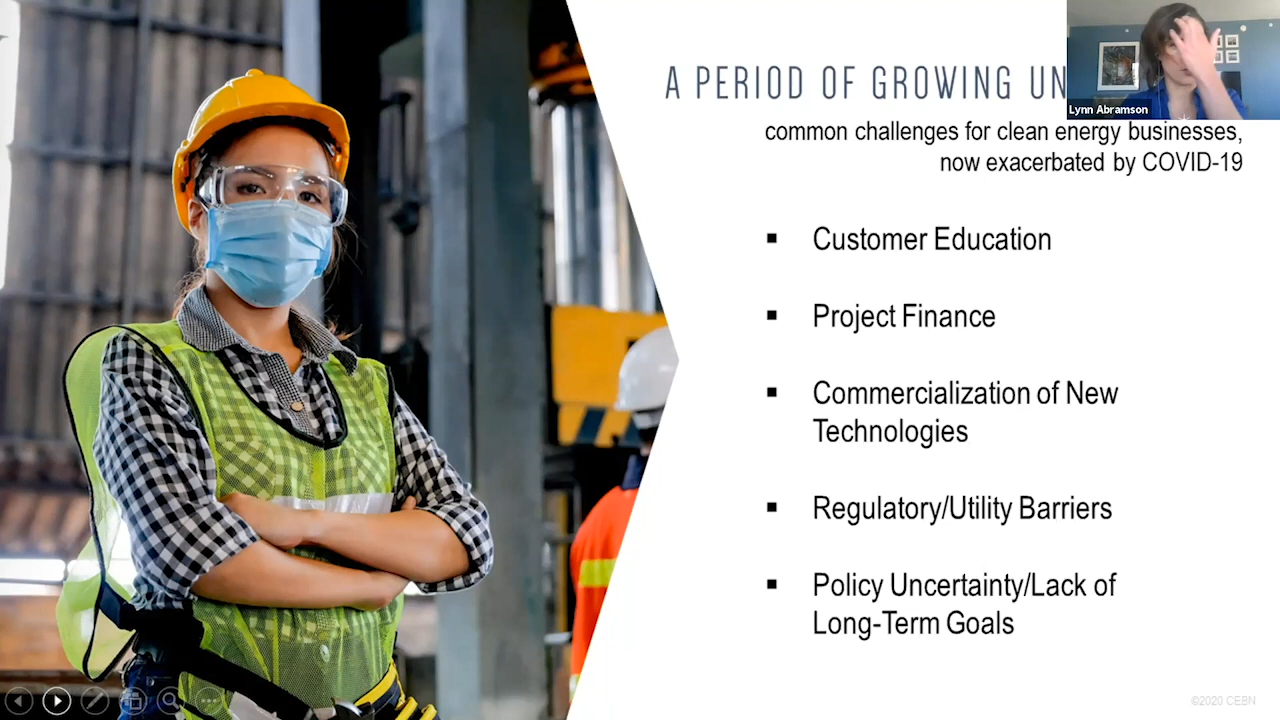 A PERIOD OF GROWING UN
Lynn Abramson
common challenges for clean energy businesses,
now exacerbated by COVID-19
▪ Customer Education
▪ Project Finance
▪ Commercialization of New
Technologies
▪ Regulatory/Utility Barriers
▪ Policy Uncertainty/Lack of
Long-Term Goals
©2020 CEBN